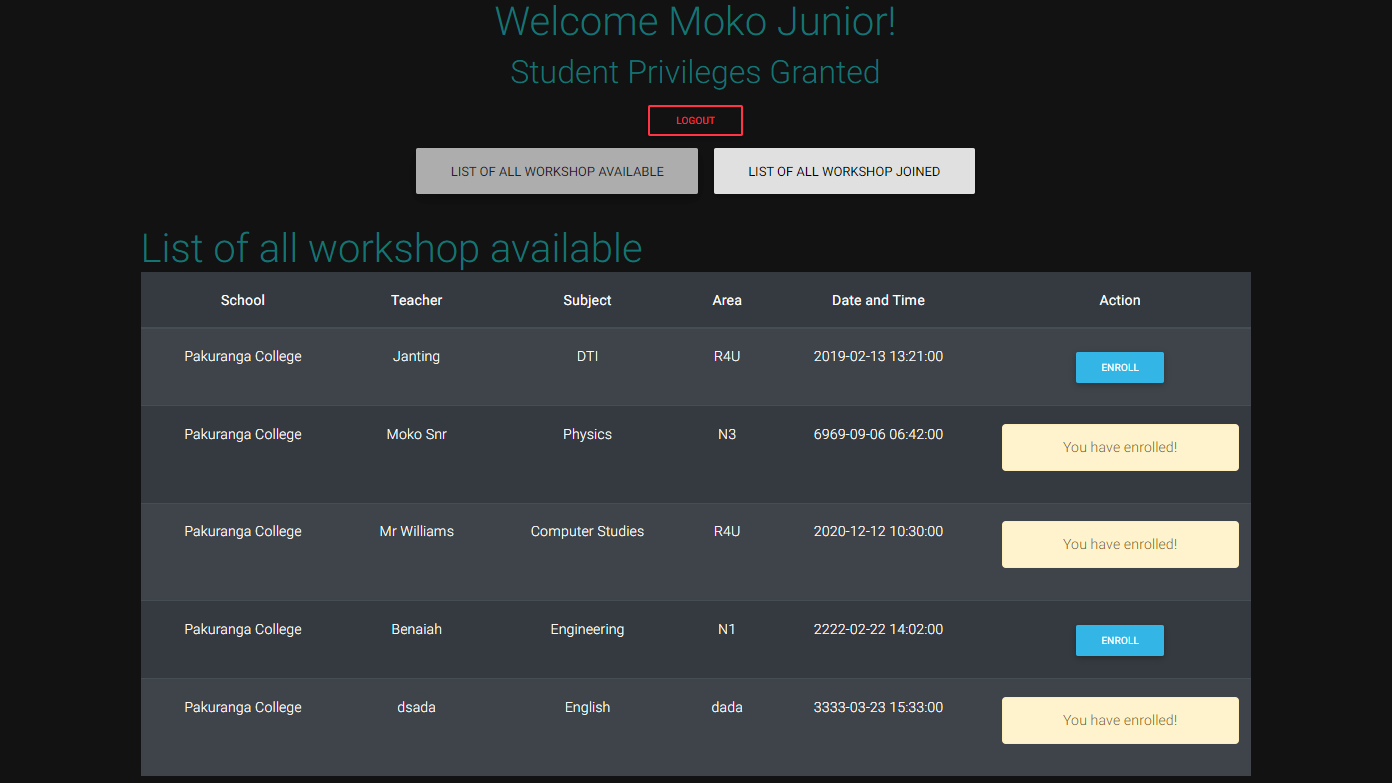 Welcome Moko Junior!
Student Privileges Granted
LOGOUT
LIST OF ALL WORKSHOP AVAILABLE LIST OF ALL WORKSHOP JOINED
List of all workshop available
School Teacher Subject Area Date and Time Action
Pakuranga College Janting DTI R4U 2019-02-13 13:21:00 ENROLL
Pakuranga College Moko Snr Physics N3 6969-09-06 06:42:00 You have enrolled!
Pakuranga College Mr Williams Computer Studies R4U 2020-12-12 10:30:00 You have enrolled!
Pakuranga College Benaiah Engineering N1 2222-02-22 14:02:00 ENROLL
Pakuranga College dsada English dada 3333-03-23 15:33:00 You have enrolled!